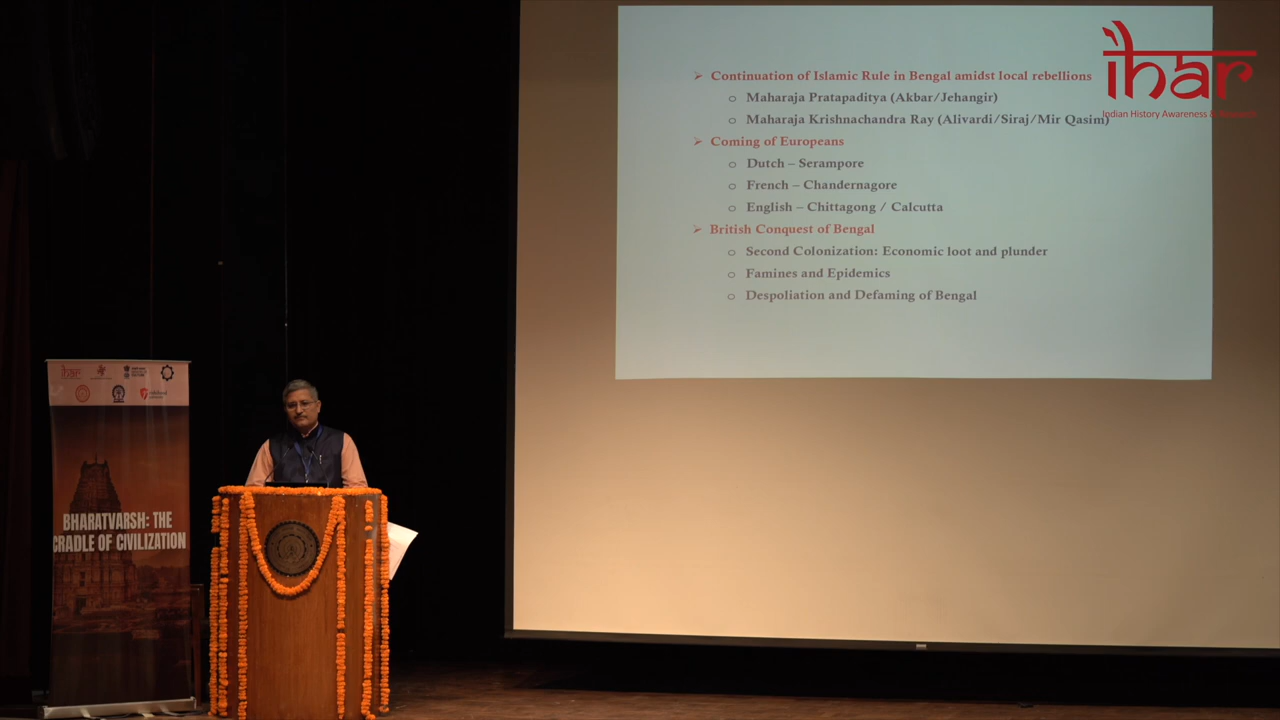 Continuation of Islamic Rule in Bengal amidst local rebellions
Maharaja Pratapaditya (Akbar/Jehangir)
Maharaja Krishnachandra Ray (Alivardi/Siraj/Mir Qasim)
Coming of Europeans
Dutch – Serampore
French – Chandernagore
English – Chittagong / Calcutta
British Conquest of Bengal
Second Colonization: Economic loot and plunder
Famines and Epidemics
Despoliation and Defaming of Bengal
ihar
Indian History Awareness &
ihar
BHARATVARSH: THE
CRADLE OF CIVILIZATION